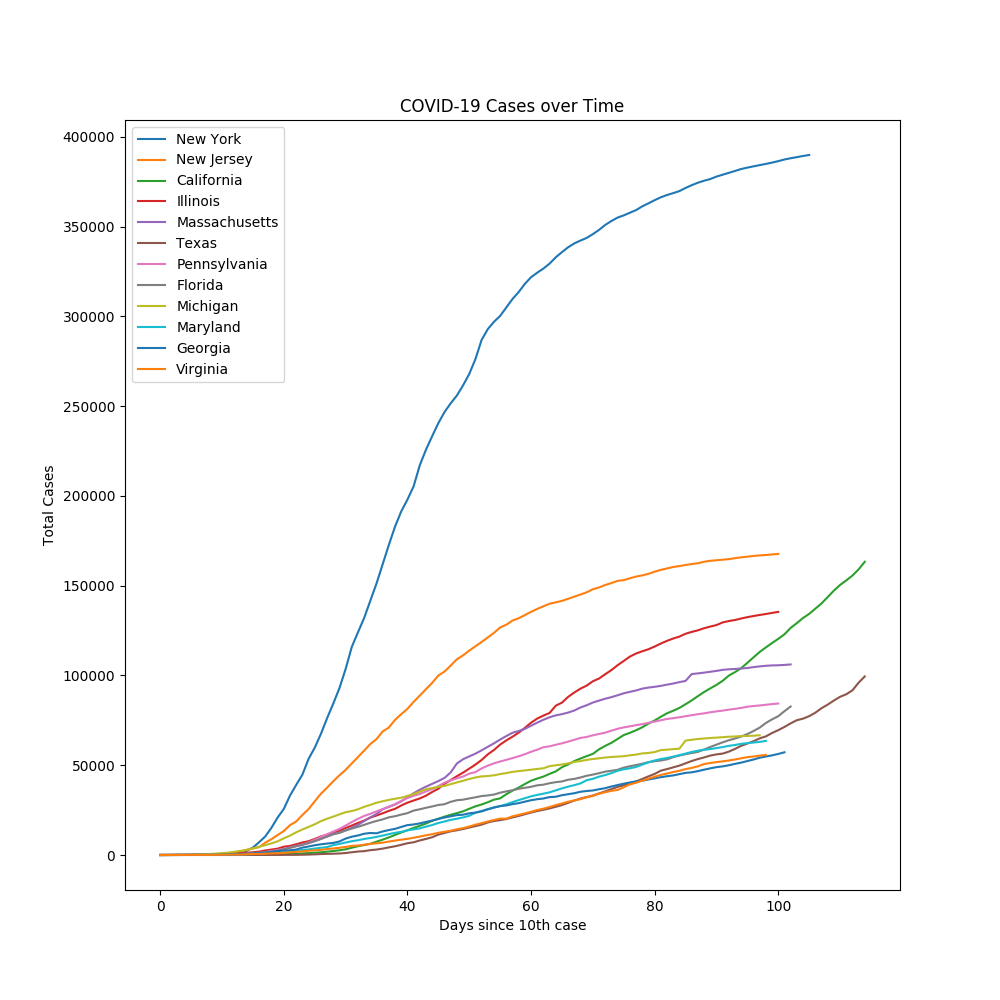 COVID-19 Cases over Time
400000
350000
300000
250000
200000
150000
100000
50000
0
Total Cases
New York
New Jersey
California
Illinois
Massachusetts
Texas
Pennsylvania
Florida
Michigan
Maryland
Georgia
Virginia
0 20 40 60 80 100
Days since 10th case